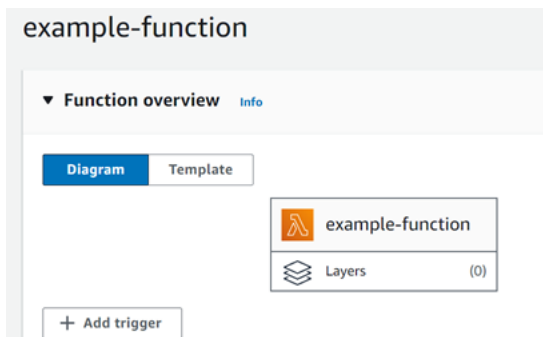 example-function
Function overview Info
Diagram Template
example-function
Layers (0)
+ Add trigger